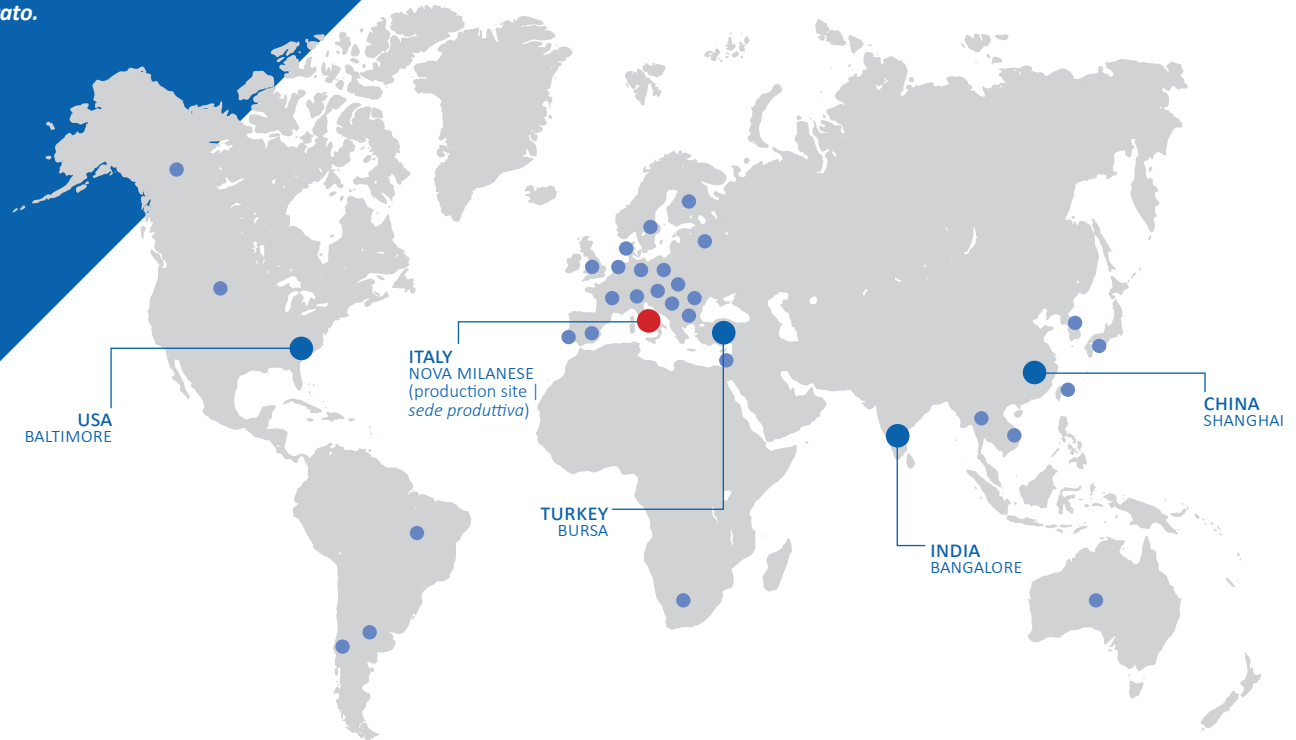 ato.
USA
BALTIMORE
ITALY
NOVA MILANESE
(production site |
sede produttiva)
TURKEY
BURSA
INDIA
BANGALORE
CHINA
SHANGHAI